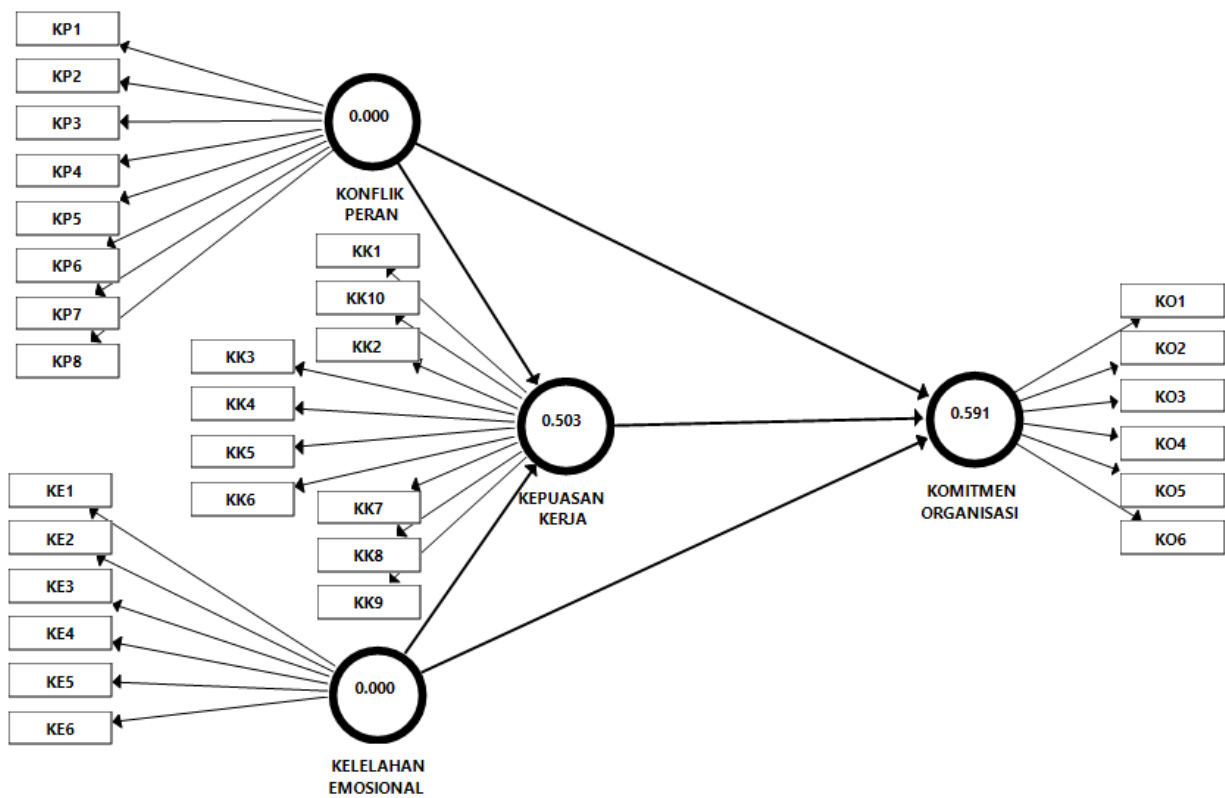 KP1
KP2
KP3
KP4
KP5
KP6
KP7
KP8
0.000
KONFLIK
PERAN
KK1
KK10
KK2
KK3
KK4
KK5
KK6
KK7
KK8
KK9
0.503
KEPUASAN
KERJA
KE1
KE2
KE3
KE4
KE5
KE6
0.000
KELELAHAN
EMOSIONAL
0.591
KOMITMEN
ORGANISASI
KO1
KO2
KO3
KO4
KO5
KO6